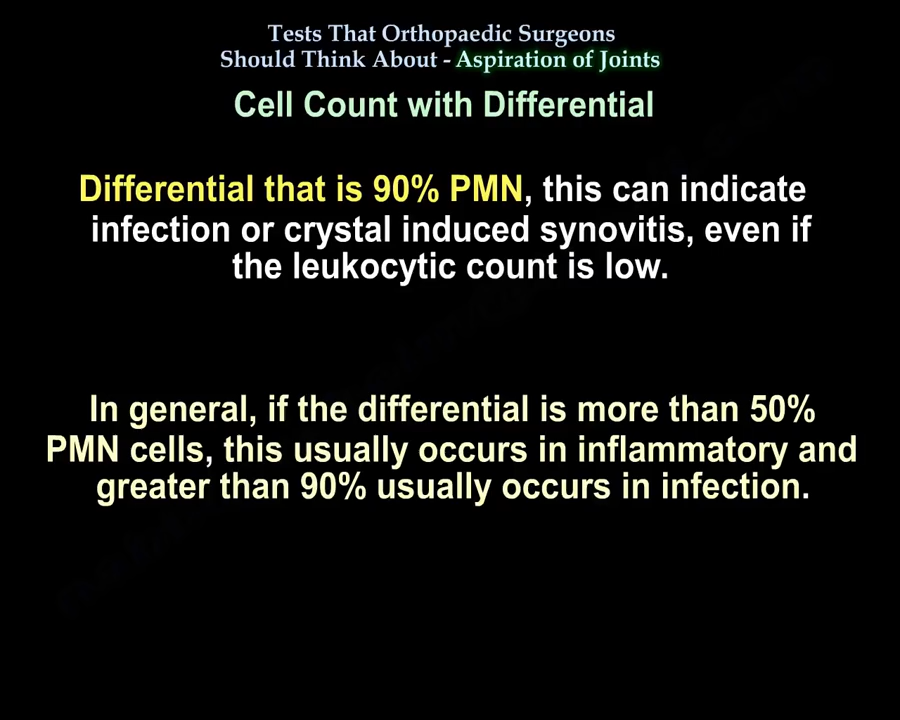 Tests That Orthopaedic Surgeons
Should Think About - Aspiration of Joints
Cell Count with Differential
Differential that is 90% PMN, this can indicate
infection or crystal induced synovitis, even if
the leukocytic count is low.
In general, if the differential is more than 50%
PMN cells, this usually occurs in inflammatory and
greater than 90% usually occurs in infection.